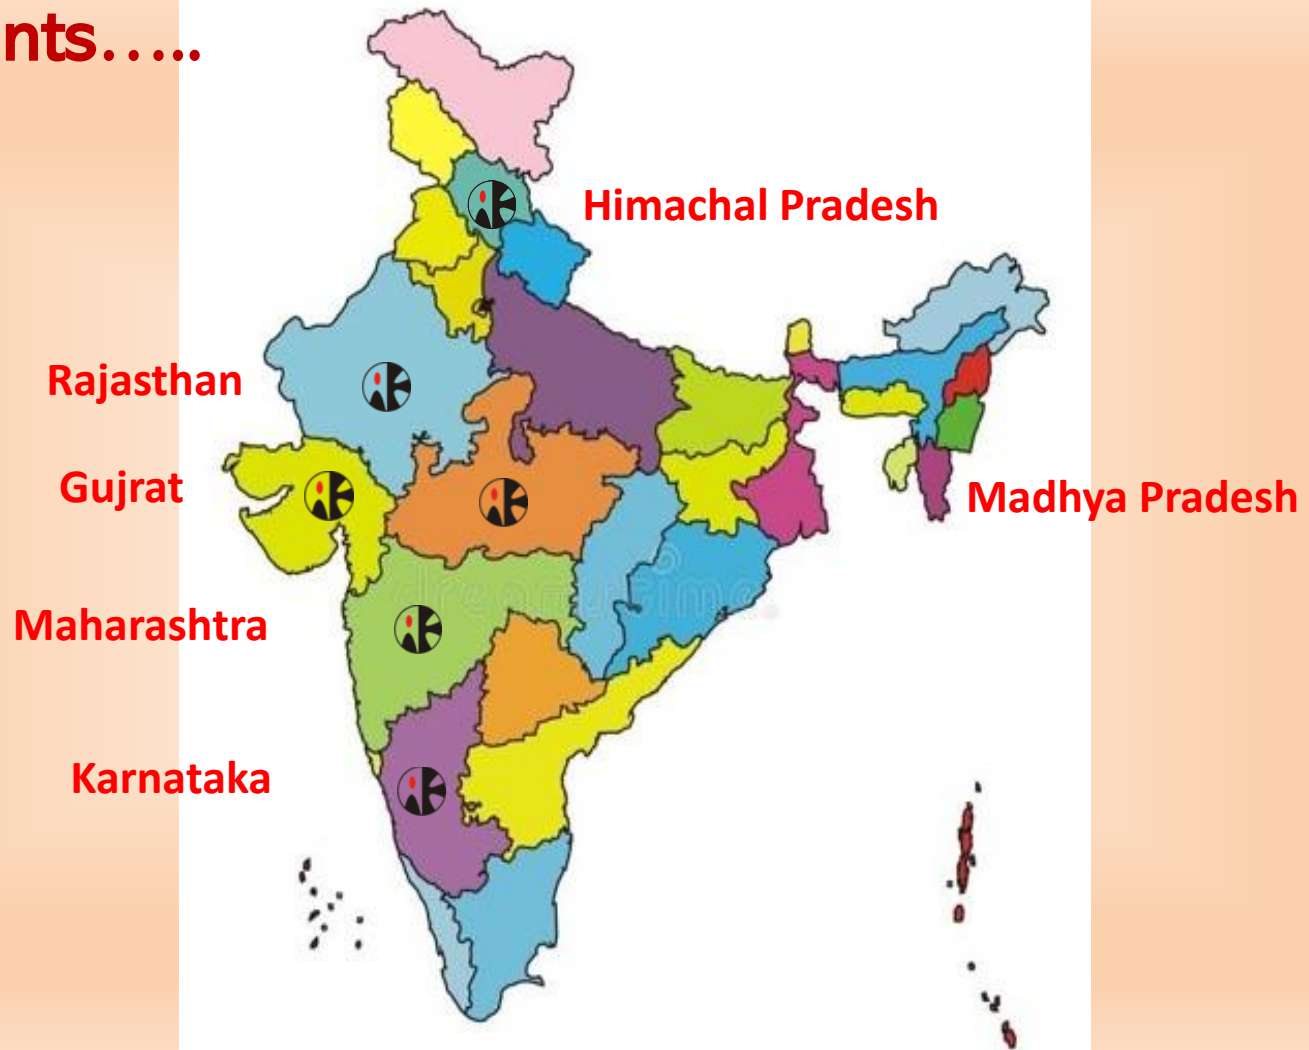 nts.....
Himachal Pradesh
Rajasthan
Gujrat
Madhya Pradesh
Maharashtra
Karnataka